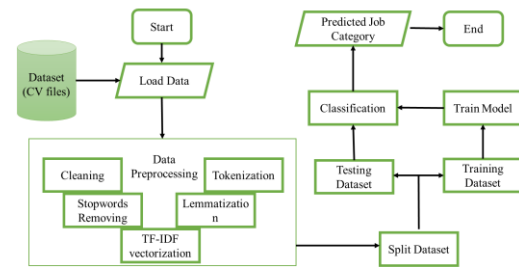 Start
Dataset
(CV files)
Load Data
Data
Preprocessing
Cleaning
Tokenization
Stopwords
Removing
Lemmatizatio
n
TF-IDF
vectorization
Split Dataset
Testing
Dataset
Training
Dataset
Classification
Train Model
Predicted Job
Category
End